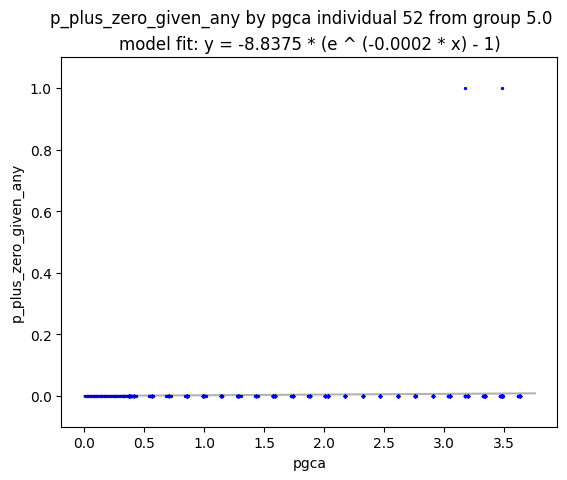 p_plus_zero_given_any by pgca individual 52 from group 5.0
model fit: y = -8.8375 * (e ^ (-0.0002 * x) - 1)
1.0
0.8
0.6
0.4
0.2
0.0
p_plus_zero_given_any
0.0 0.5 1.0 1.5 2.0 2.5 3.0 3.5
pgca